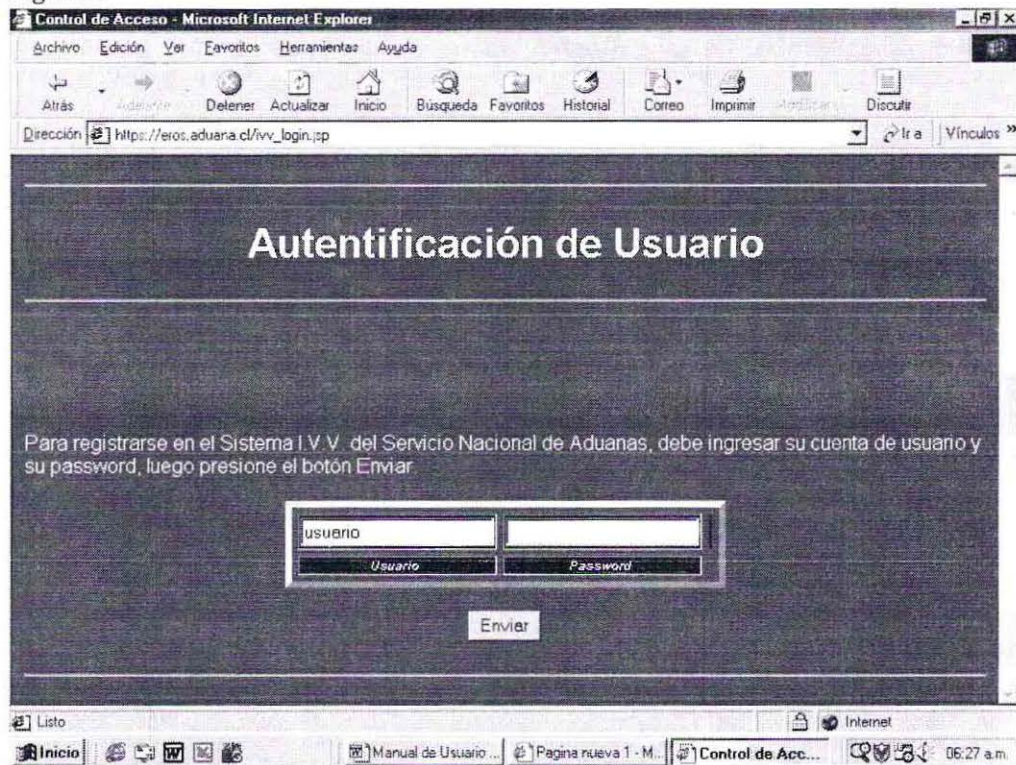 Control de Acceso - Microsoft Internet Explorer
Archivo Edición Ver Favoritos Herramientas Ayuda
Atrás Adelante Detener Actualizar Inicio Búsqueda Favoritos Historial Correo Imprimir Modificar Discutir
Dirección https://eros.aduana.cl/ivv_login.jsp Ir a Vínculos »
Autentificación de Usuario
Para registrarse en el Sistema I.V.V. del Servicio Nacional de Aduanas, debe ingresar su cuenta de usuario y
su password, luego presione el botón Enviar.
usuario
Usuario Password
Enviar
Listo Internet
Inicio Manual de Usuario ... Pagina nueva 1 - M... Control de Acc... 06:27 a.m.